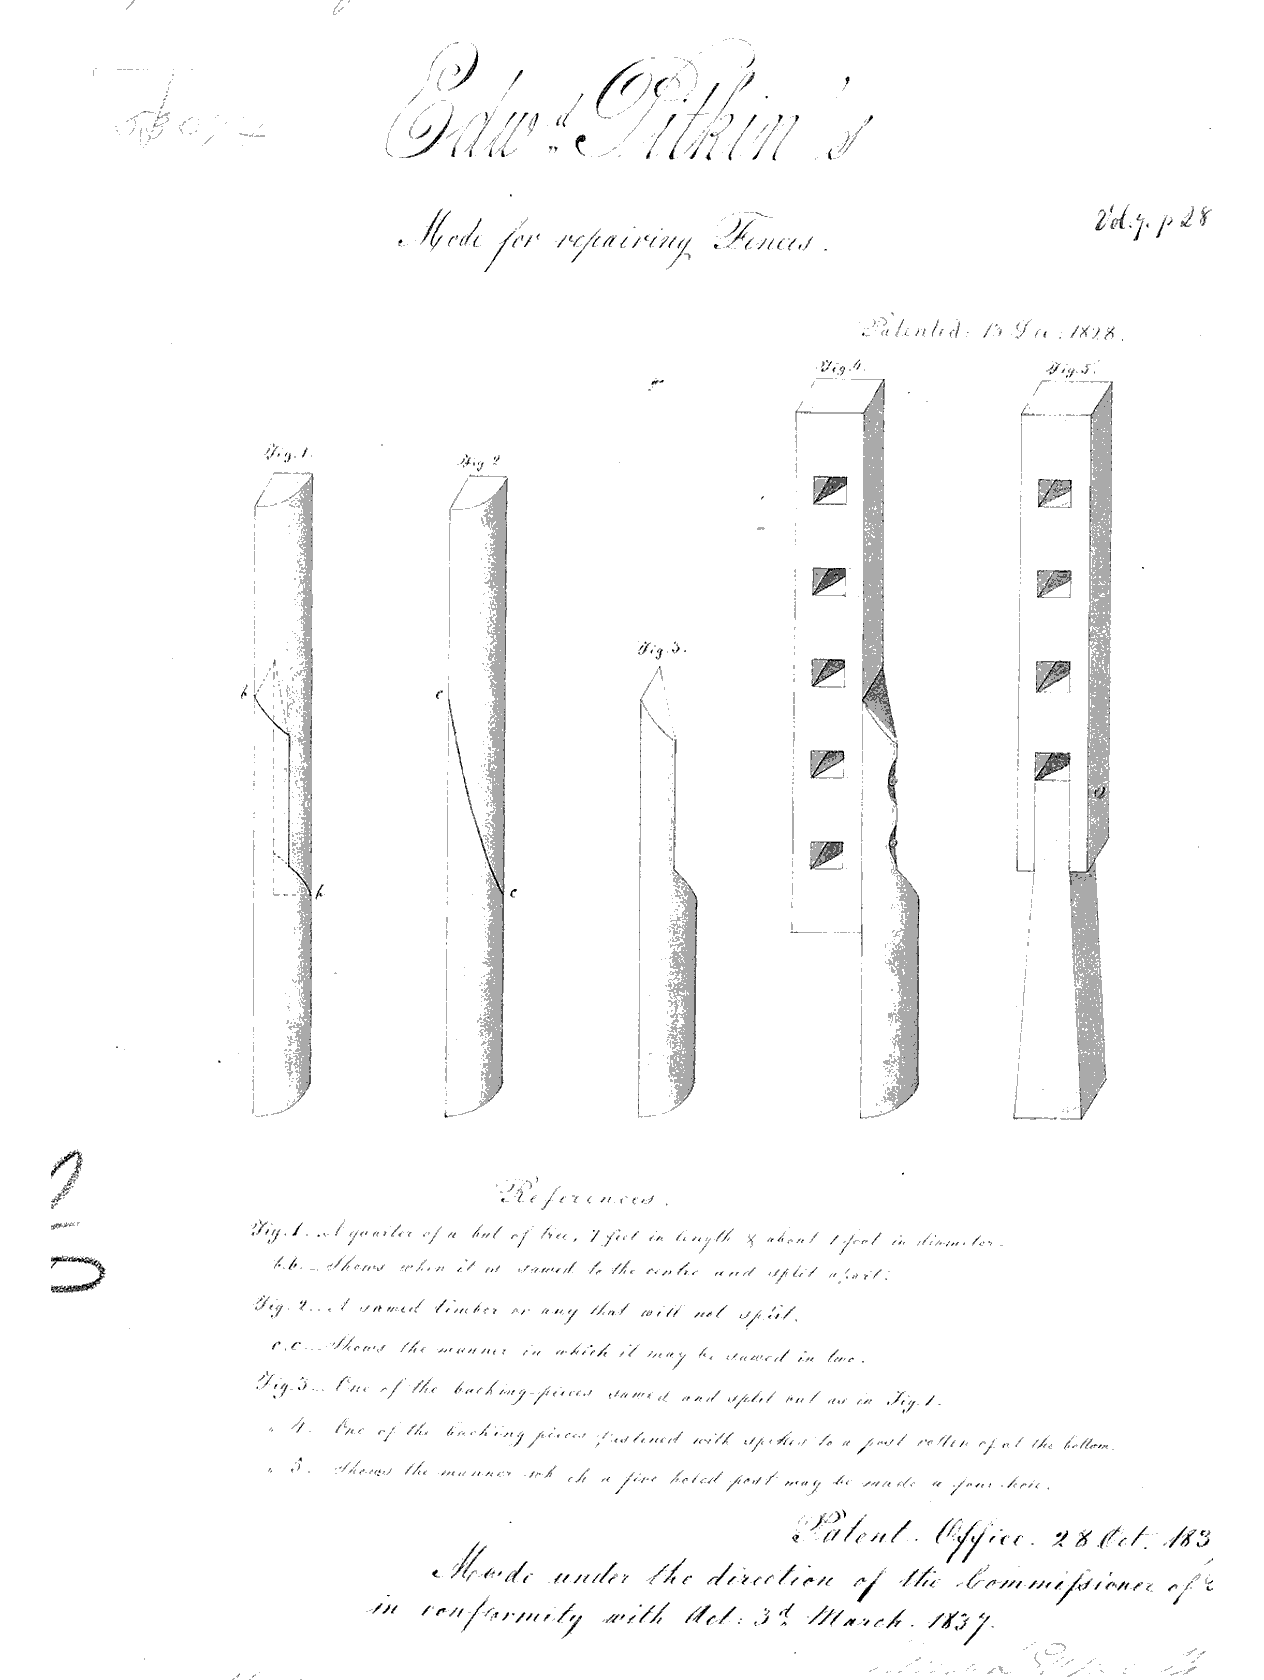 Edwd. Pitkin's
Mode for repairing Fences.
Vol. 7. p 28
Patented: 13 Dec: 1828.
Fig. 4.
Fig. 5.
Fig. 1.
Fig. 2
Fig. 3.
b
c
b
c
a
References.
Fig. 1. A quarter of a but of tree, 7 feet in length & about 1 foot in diameter.
b.b. Shows when it is sawed to the centre and split apart.
Fig. 2. A sawed timber or any that will not split.
c.c. Shows the manner in which it may be sawed in two.
Fig. 3. One of the backing-pieces sawed and split out as in Fig. 1.
" 4. One of the backing pieces fastened with spikes to a post rotten of at the bottom.
" 5. Shows the manner wh ch a five holed post may be made a four hole.
Patent Office. 28 Oct. 183
Made under the direction of the Commissioner of
in conformity with Act: 3d March. 1837.